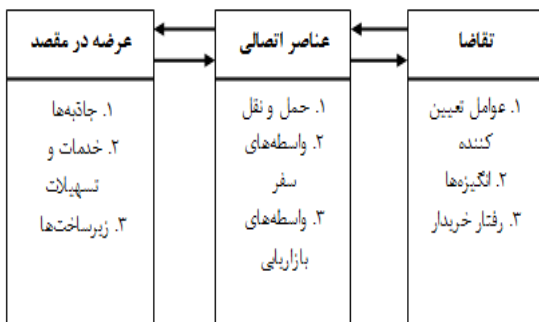 تقاضا
۱. عوامل تعیین
کننده
۲. انگیزه‌ها
۳. رفتار خریدار
عناصر اتصالی
۱. حمل و نقل
۲. واسطه‌های
سفر
۳. واسطه‌های
بازاریابی
عرضه در مقصد
۱. جاذبه‌ها
۲. خدمات و
تسهیلات
۳. زیرساخت‌ها